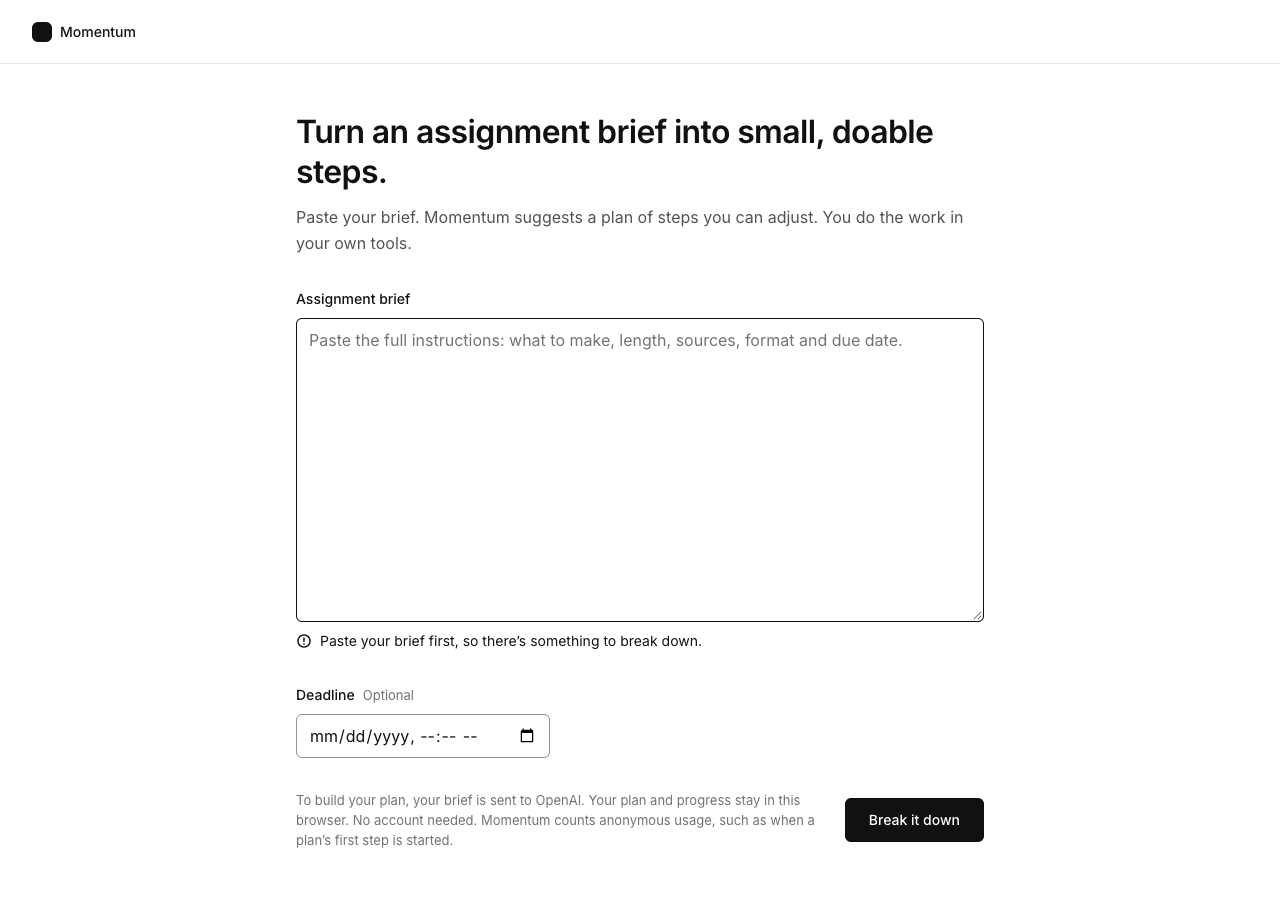 Momentum
Turn an assignment brief into small, doable
steps.
Paste your brief. Momentum suggests a plan of steps you can adjust. You do the work in
your own tools.
Assignment brief
Paste the full instructions: what to make, length, sources, format and due date.
Paste your brief first, so there’s something to break down.
Deadline Optional
mm/dd/yyyy, --:-- --
To build your plan, your brief is sent to OpenAI. Your plan and progress stay in this
browser. No account needed. Momentum counts anonymous usage, such as when a
plan’s first step is started.
Break it down